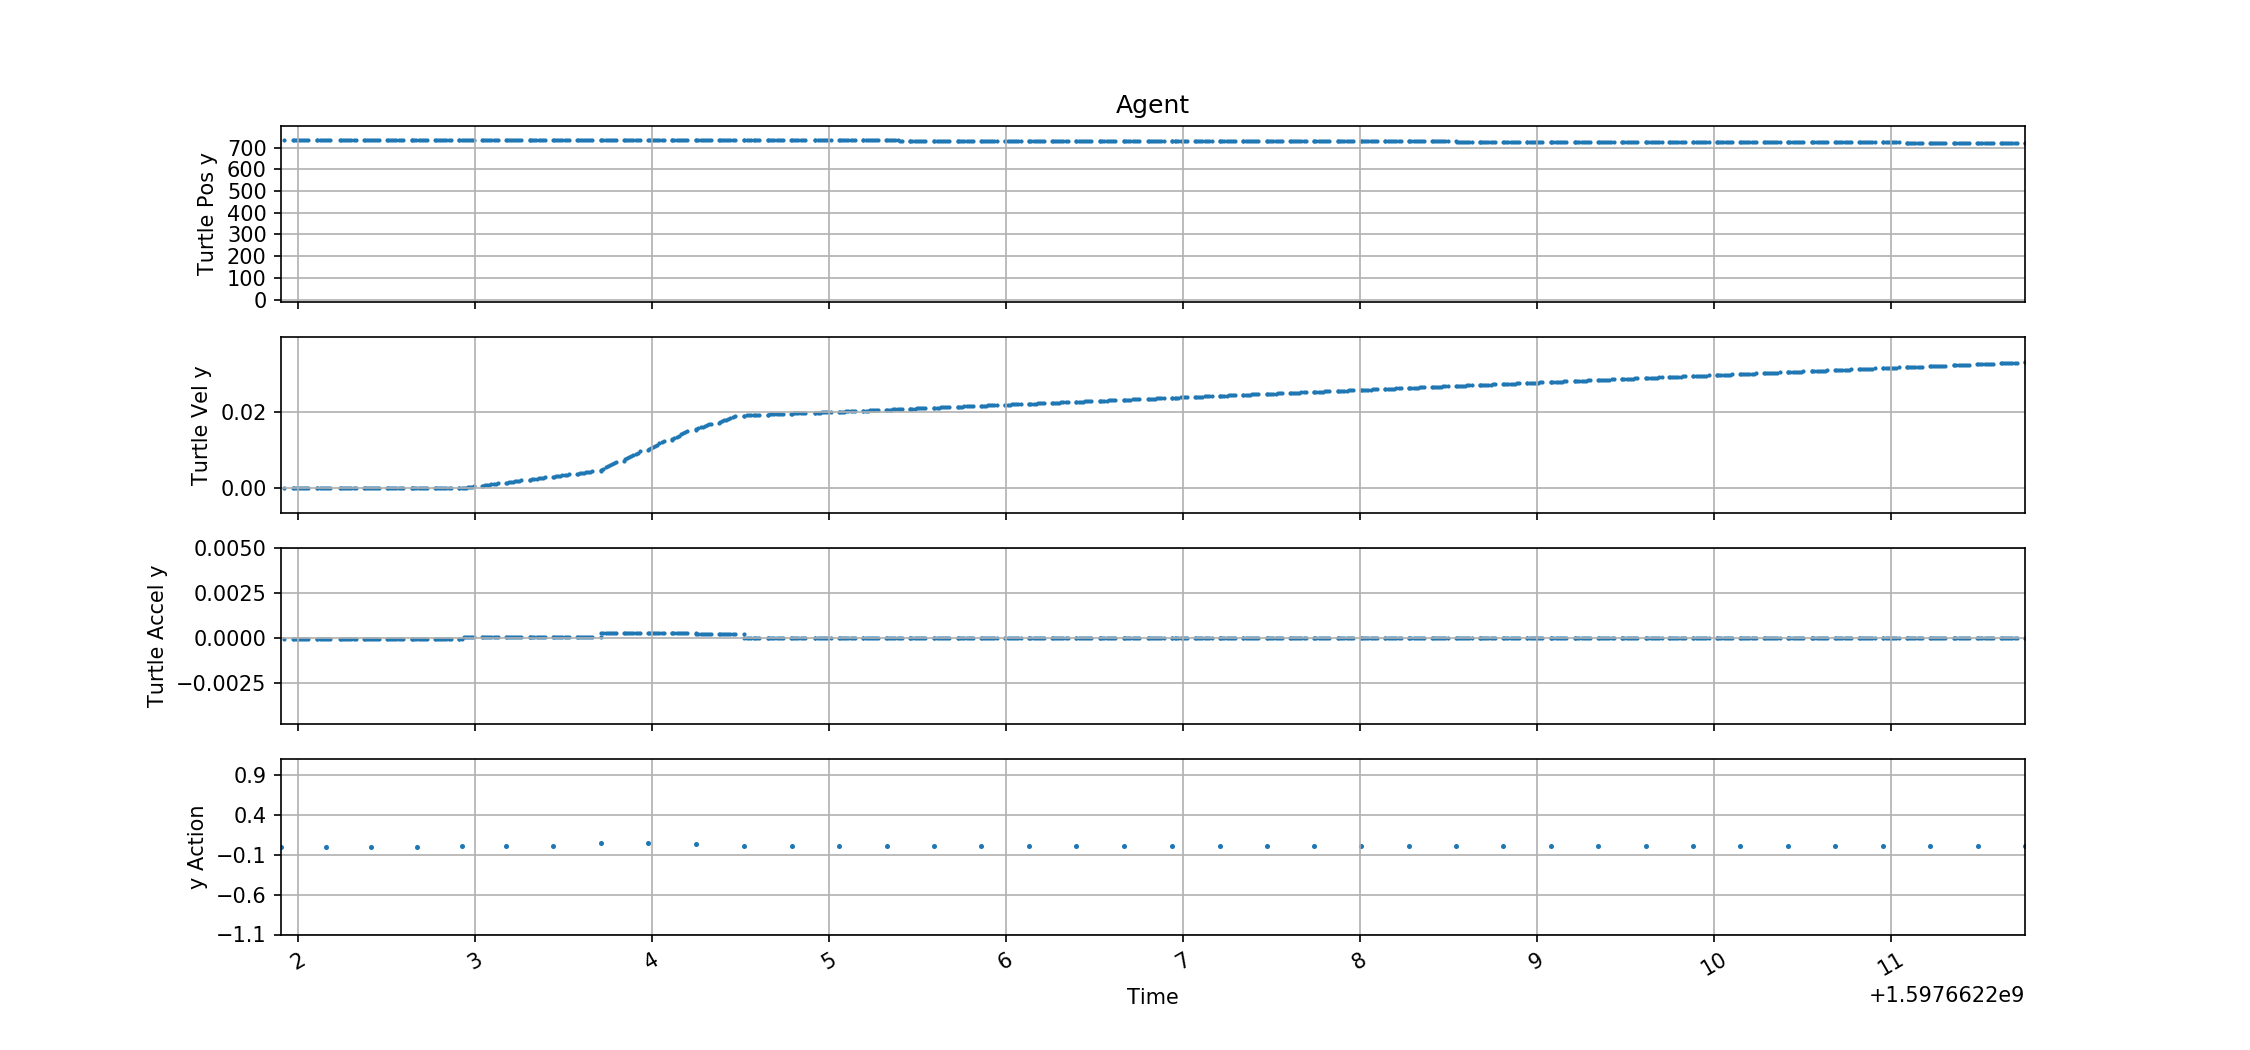 Agent
Turtle Pos y
700
600
500
400
300
200
100
0
Turtle Vel y
0.02
0.00
Turtle Accel y
0.0050
0.0025
0.0000
−0.0025
y Action
0.9
0.4
−0.1
−0.6
−1.1
2 3 4 5 6 7 8 9 10 11
Time
+1.5976622e9